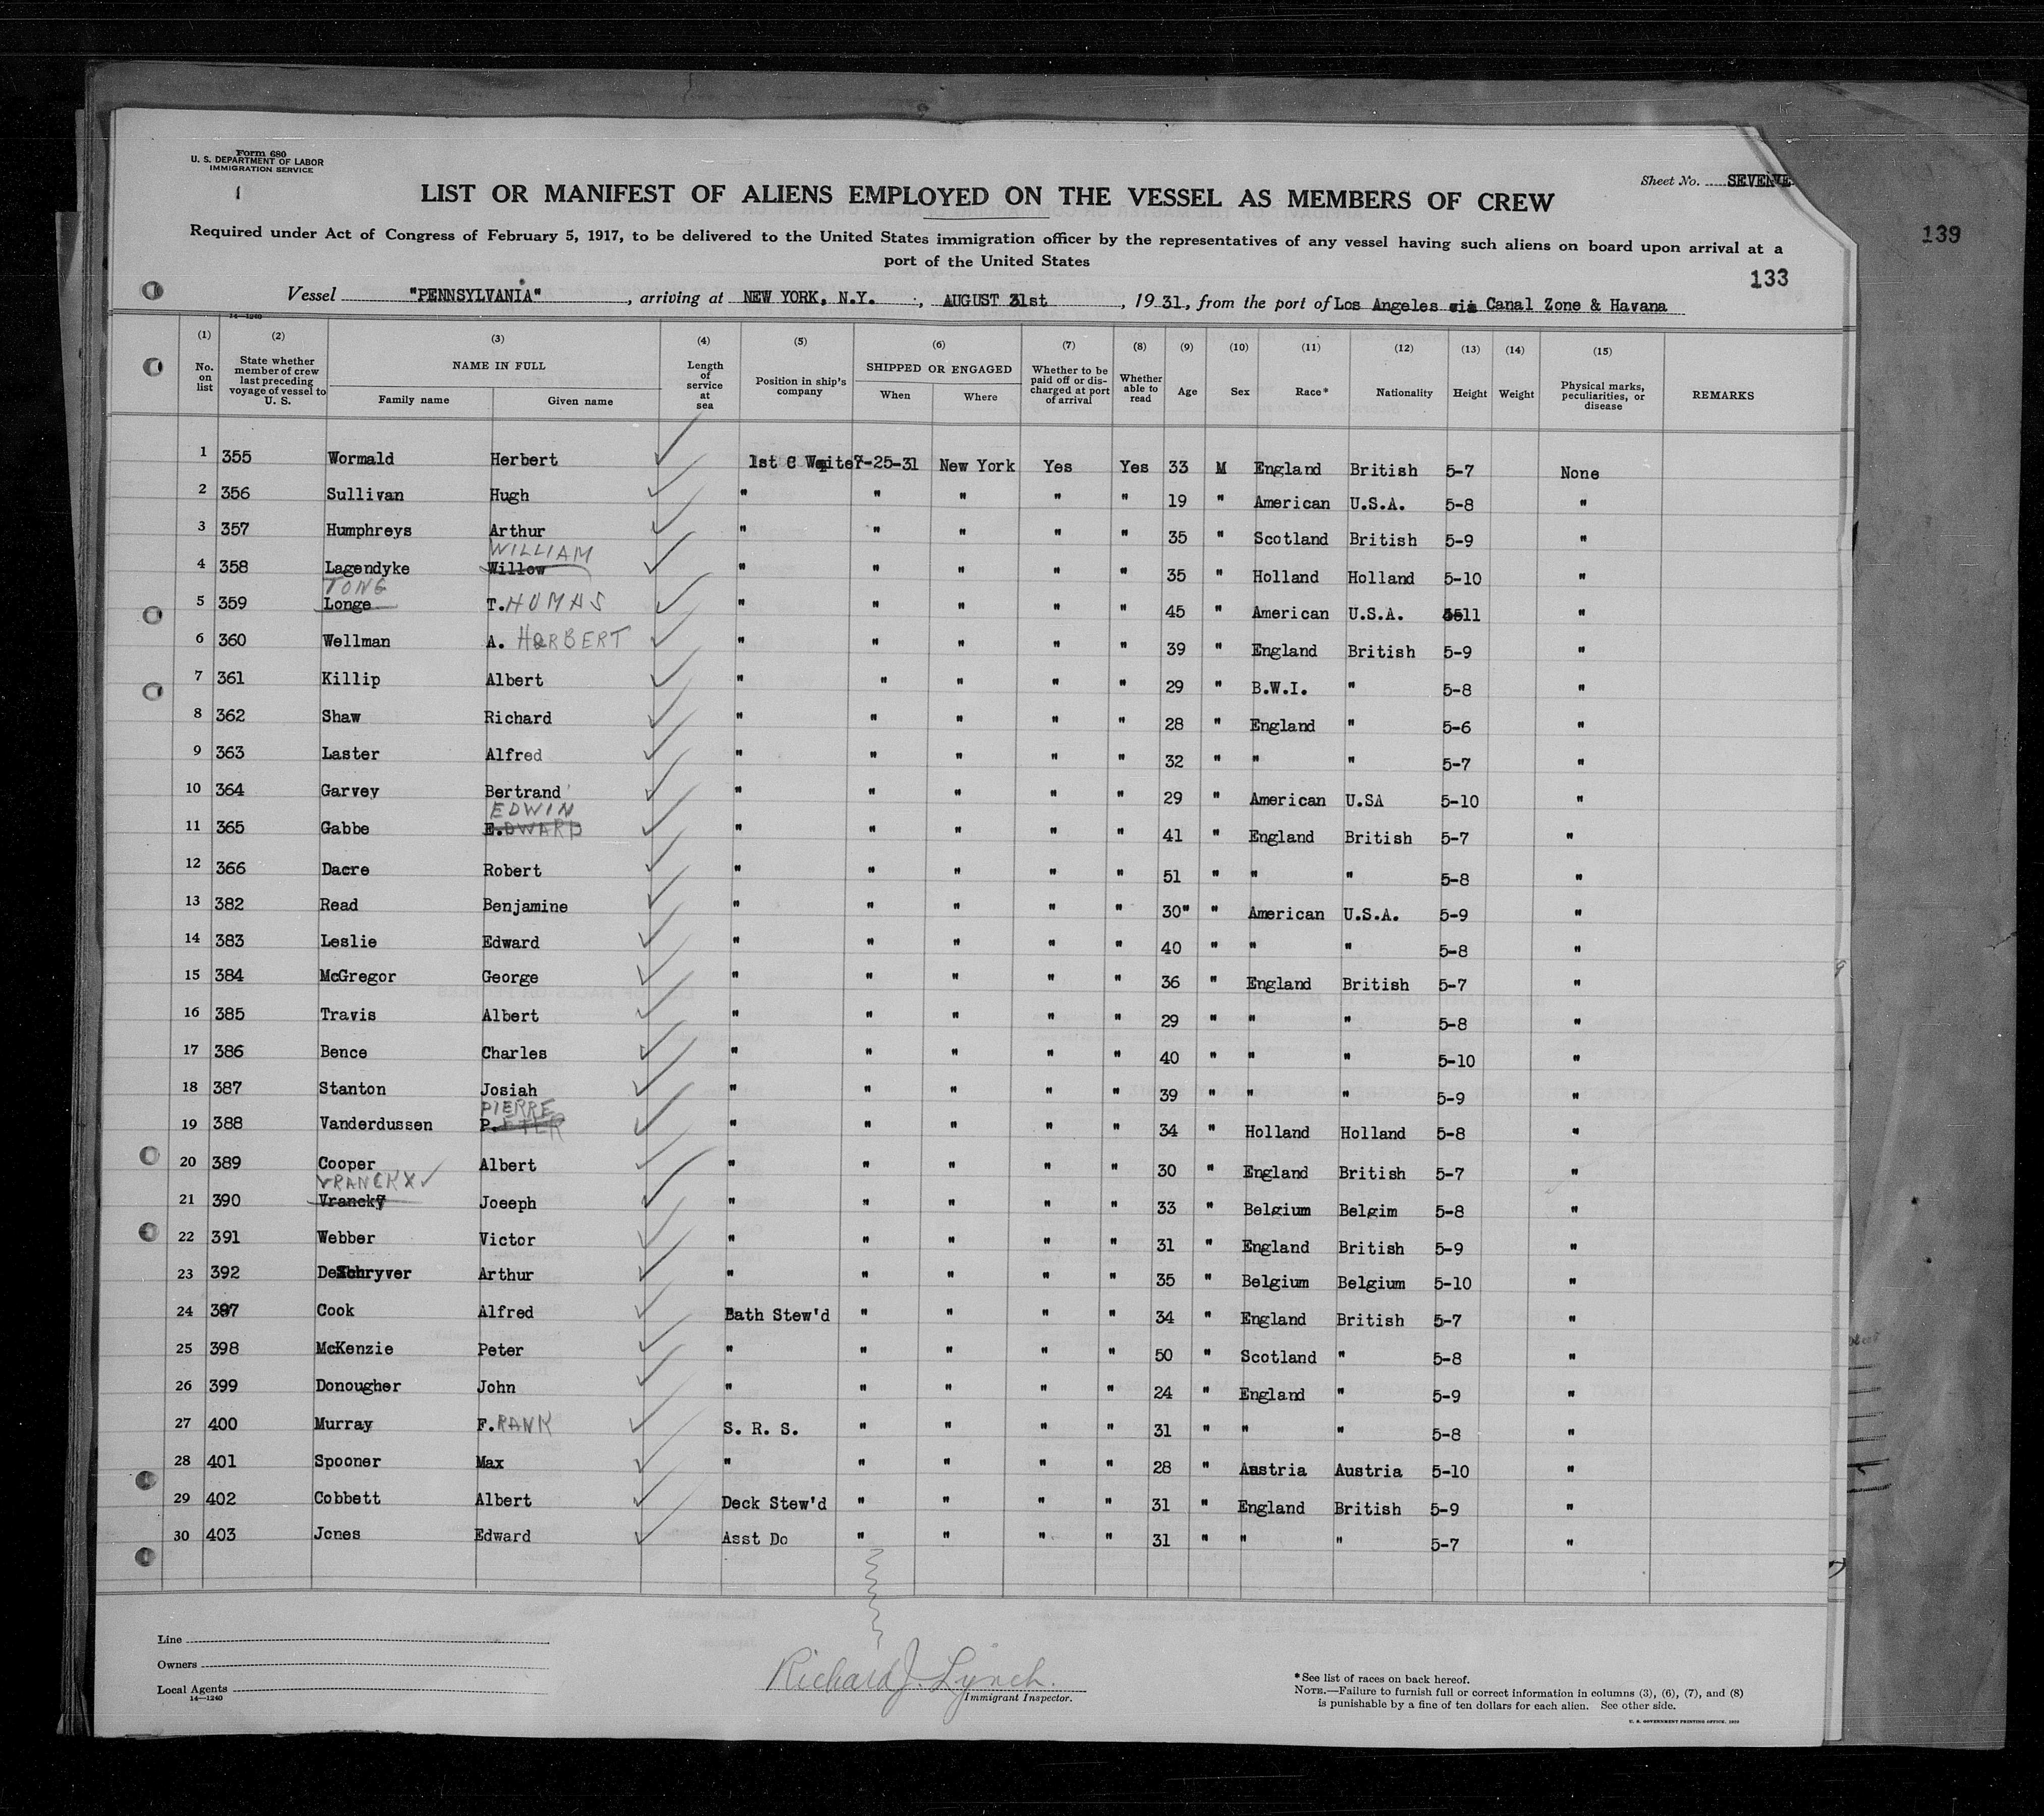 Form 680
U. S. DEPARTMENT OF LABOR
IMMIGRATION SERVICE
1
Sheet No.
LIST OR MANIFEST OF ALIENS EMPLOYED ON THE VESSEL AS MEMBERS OF CREW
139
Required under Act of Congress of February 5, 1917, to be delivered to the United States immigration officer by the representatives of any vessel having such aliens on board upon arrival at a
port of the United States
133
Vessel "PENNSYLVANIA", arriving at NEW YORK, N.Y., AUGUST 31st, 1931, from the port of Los Angeles via Canal Zone & Havana
14—1240
(1) (2) (3) (4) (5) (6) (7) (8) (9) (10) (11) (12) (13) (14) (15)
No. on list State whether member of crew last preceding voyage of vessel to U. S. NAME IN FULL Family name Given name Length of service at sea Position in ship's company SHIPPED OR ENGAGED When Where Whether to be paid off or discharged at port of arrival Whether able to read Age Sex Race* Nationality Height Weight Physical marks, peculiarities, or disease REMARKS
1 355 Wormald Herbert 1st C Waiter 7-25-31 New York Yes Yes 33 M England British 5-7 None
2 356 Sullivan Hugh " " " " " 19 " American U.S.A. 5-8 "
3 357 Humphreys Arthur " " " " " 35 " Scotland British 5-9 "
WILLIAM
4 358 Lagendyke Willow " " " " " 35 " Holland Holland 5-10 "
TONG
5 359 Longe T.HOMAS " " " " " 45 " American U.S.A. "
6 360 Wellman A. HERBERT " " " " " 39 " England British 5-9 "
7 361 Killip Albert " " " " " 29 " B.W.I. " 5-8 "
8 362 Shaw Richard " " " " " 28 " England " 5-6 "
9 363 Laster Alfred " " " " " 32 " " " 5-7 "
10 364 Garvey Bertrand " " " " " 29 " American U.SA 5-10 "
EDWIN
11 365 Gabbe E.DWARD " " " " " 41 " England British 5-7 "
12 366 Dacre Robert " " " " " 51 " " " 5-8 "
13 382 Read Benjamine " " " " " 30" " American U.S.A. 5-9 "
14 383 Leslie Edward " " " " " 40 " " " 5-8 "
15 384 McGregor George " " " " " 36 " England British 5-7 "
16 385 Travis Albert " " " " " 29 " " " 5-8 "
17 386 Bence Charles " " " " " 40 " " " 5-10 "
18 387 Stanton Josiah " " " " " 39 " " " 5-9 "
PIERRE
19 388 Vanderdussen P.ETER " " " " " 34 " Holland Holland 5-8 "
20 389 Cooper Albert " " " " " 30 " England British 5-7 "
VRANCKX
21 390 Vrancky Joeeph " " " " " 33 " Belgium Belgim 5-8 "
22 391 Webber Victor " " " " " 31 " England British 5-9 "
23 392 DeSchryver Arthur " " " " " 35 " Belgium Belgium 5-10 "
24 397 Cook Alfred Bath Stew'd " " " " 34 " England British 5-7 "
25 398 McKenzie Peter " " " " " 50 " Scotland " 5-8 "
26 399 Donougher John " " " " " 24 " England " 5-9 "
27 400 Murray F.RANK S. R. S. " " " " 31 " " " 5-8 "
28 401 Spooner Max " " " " " 28 " Austria Austria 5-10 "
29 402 Cobbett Albert Deck Stew'd " " " " 31 " England British 5-9 "
30 403 Jones Edward Asst Do " " " " 31 " " " 5-7 "
Line
Owners
Local Agents
14—1240
Richard J. Lynch.
Immigrant Inspector.
*See list of races on back hereof.
NOTE.—Failure to furnish full or correct information in columns (3), (6), (7), and (8)
is punishable by a fine of ten dollars for each alien. See other side.